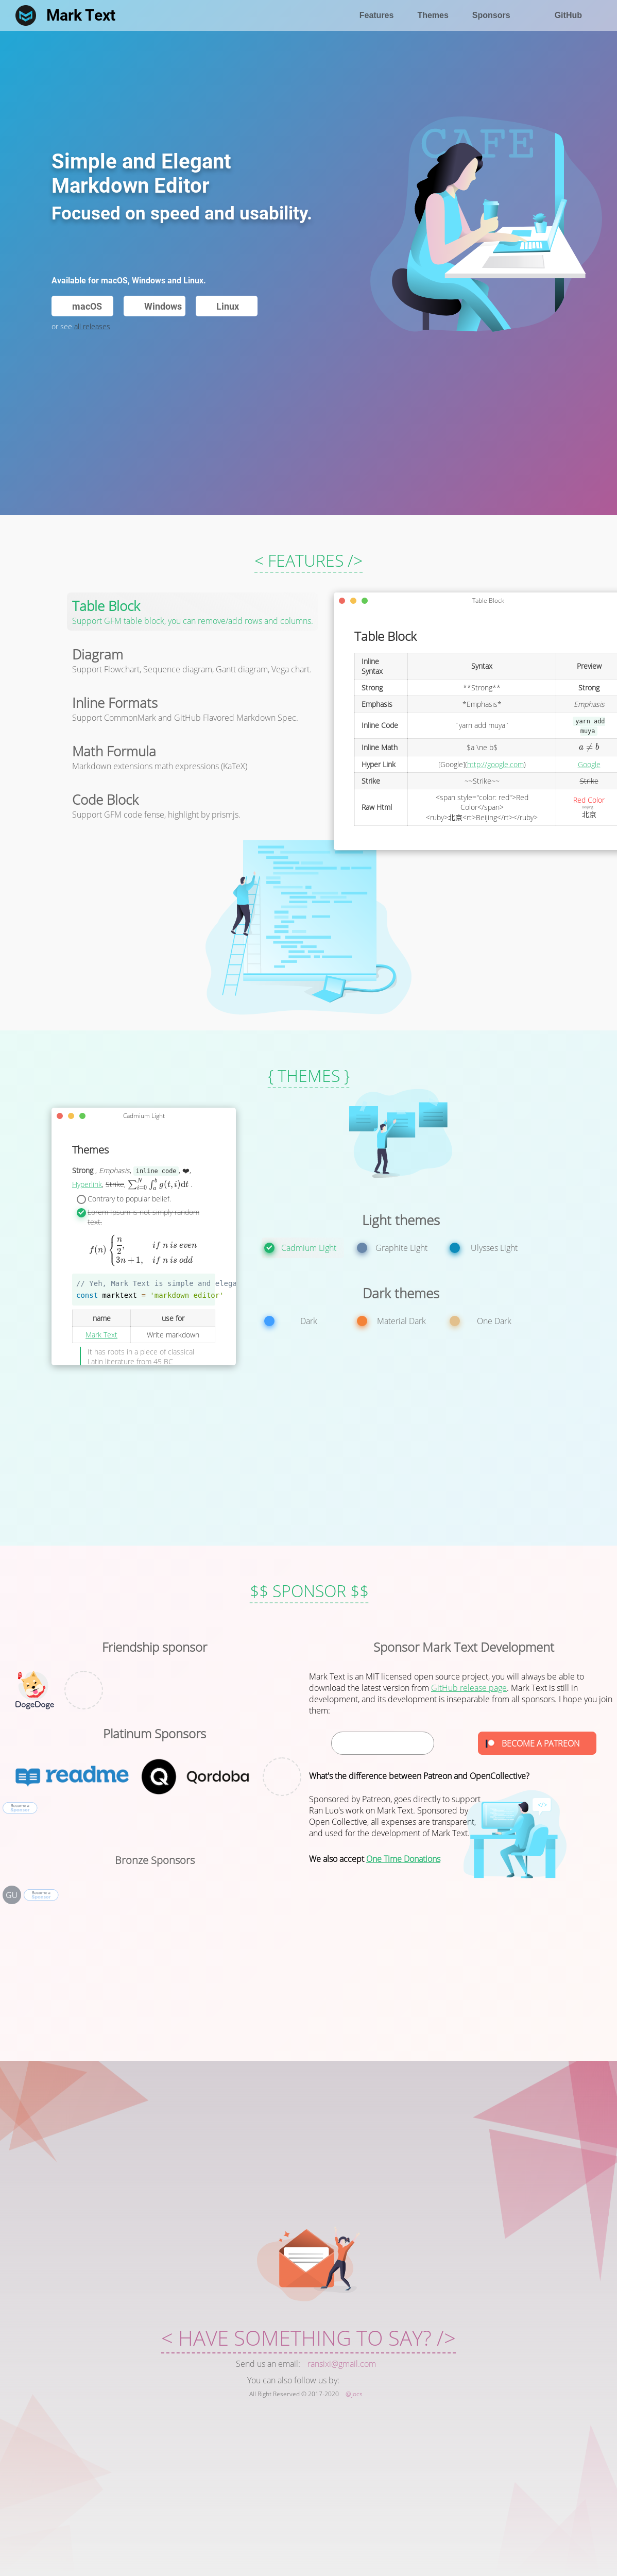 Mark Text
Features
Themes
Sponsors
GitHub
CAFE
Simple and Elegant
Markdown Editor
Focused on speed and usability.
Available for macOS, Windows and Linux.
macOS
Windows
Linux
or see all releases
< FEATURES />
Table Block
Support GFM table block, you can remove/add rows and columns.
Diagram
Support Flowchart, Sequence diagram, Gantt diagram, Vega chart.
Inline Formats
Support CommonMark and GitHub Flavored Markdown Spec.
Math Formula
Markdown extensions math expressions (KaTeX)
Code Block
Support GFM code fense, highlight by prismjs.
Table Block
Table Block
Inline Syntax | Syntax | Preview
Strong | **Strong** | Strong
Emphasis | *Emphasis* | Emphasis
Inline Code | `yarn add muya` | yarn add muya
Inline Math | $a \ne b$ | a ≠ b
Hyper Link | [Google](http://google.com) | Google
Strike | ~~Strike~~ | Strike
Raw Html | <span style="color: red">Red Color</span> <ruby>北京<rt>Beijing</rt></ruby> | Red Color 北京 Beijing
{ THEMES }
Cadmium Light
Themes
Strong , Emphasis, inline code , ❤️,
Hyperlink, Strike, ∑_{i=0}^{N} ∫_{a}^{b} g(t, i)dt .
Contrary to popular belief.
Lorem Ipsum is not simply random
text.
f(n) { n/2, if n is even
3n + 1, if n is odd
// Yeh, Mark Text is simple and elega
const marktext = 'markdown editor'
name | use for
Mark Text | Write markdown
It has roots in a piece of classical
Latin literature from 45 BC
Light themes
Cadmium Light
Graphite Light
Ulysses Light
Dark themes
Dark
Material Dark
One Dark
$$ SPONSOR $$
Friendship sponsor
DogeDoge
Platinum Sponsors
readme
Qordoba
Become a
Sponsor
Bronze Sponsors
GU
Become a
Sponsor
Sponsor Mark Text Development
Mark Text is an MIT licensed open source project, you will always be able to
download the latest version from GitHub release page. Mark Text is still in
development, and its development is inseparable from all sponsors. I hope you join
them:
BECOME A PATREON
What's the difference between Patreon and OpenCollective?
Sponsored by Patreon, goes directly to support
Ran Luo's work on Mark Text. Sponsored by
Open Collective, all expenses are transparent,
and used for the development of Mark Text.
We also accept One Time Donations
< HAVE SOMETHING TO SAY? />
Send us an email: ransixi@gmail.com
You can also follow us by:
All Right Reserved © 2017-2020 @jocs